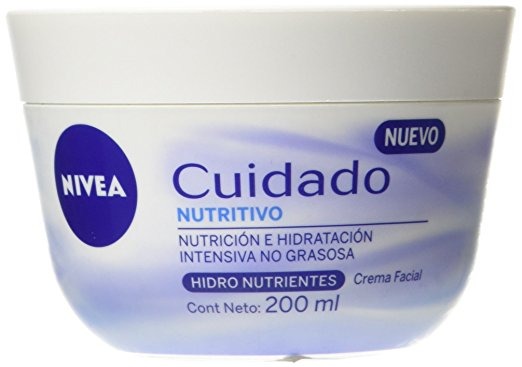 NUEVO
NIVEA
Cuidado
NUTRITIVO
NUTRICIÓN E HIDRATACIÓN
INTENSIVA NO GRASOSA
HIDRO NUTRIENTES Crema Facial
Cont Neto: 200 ml